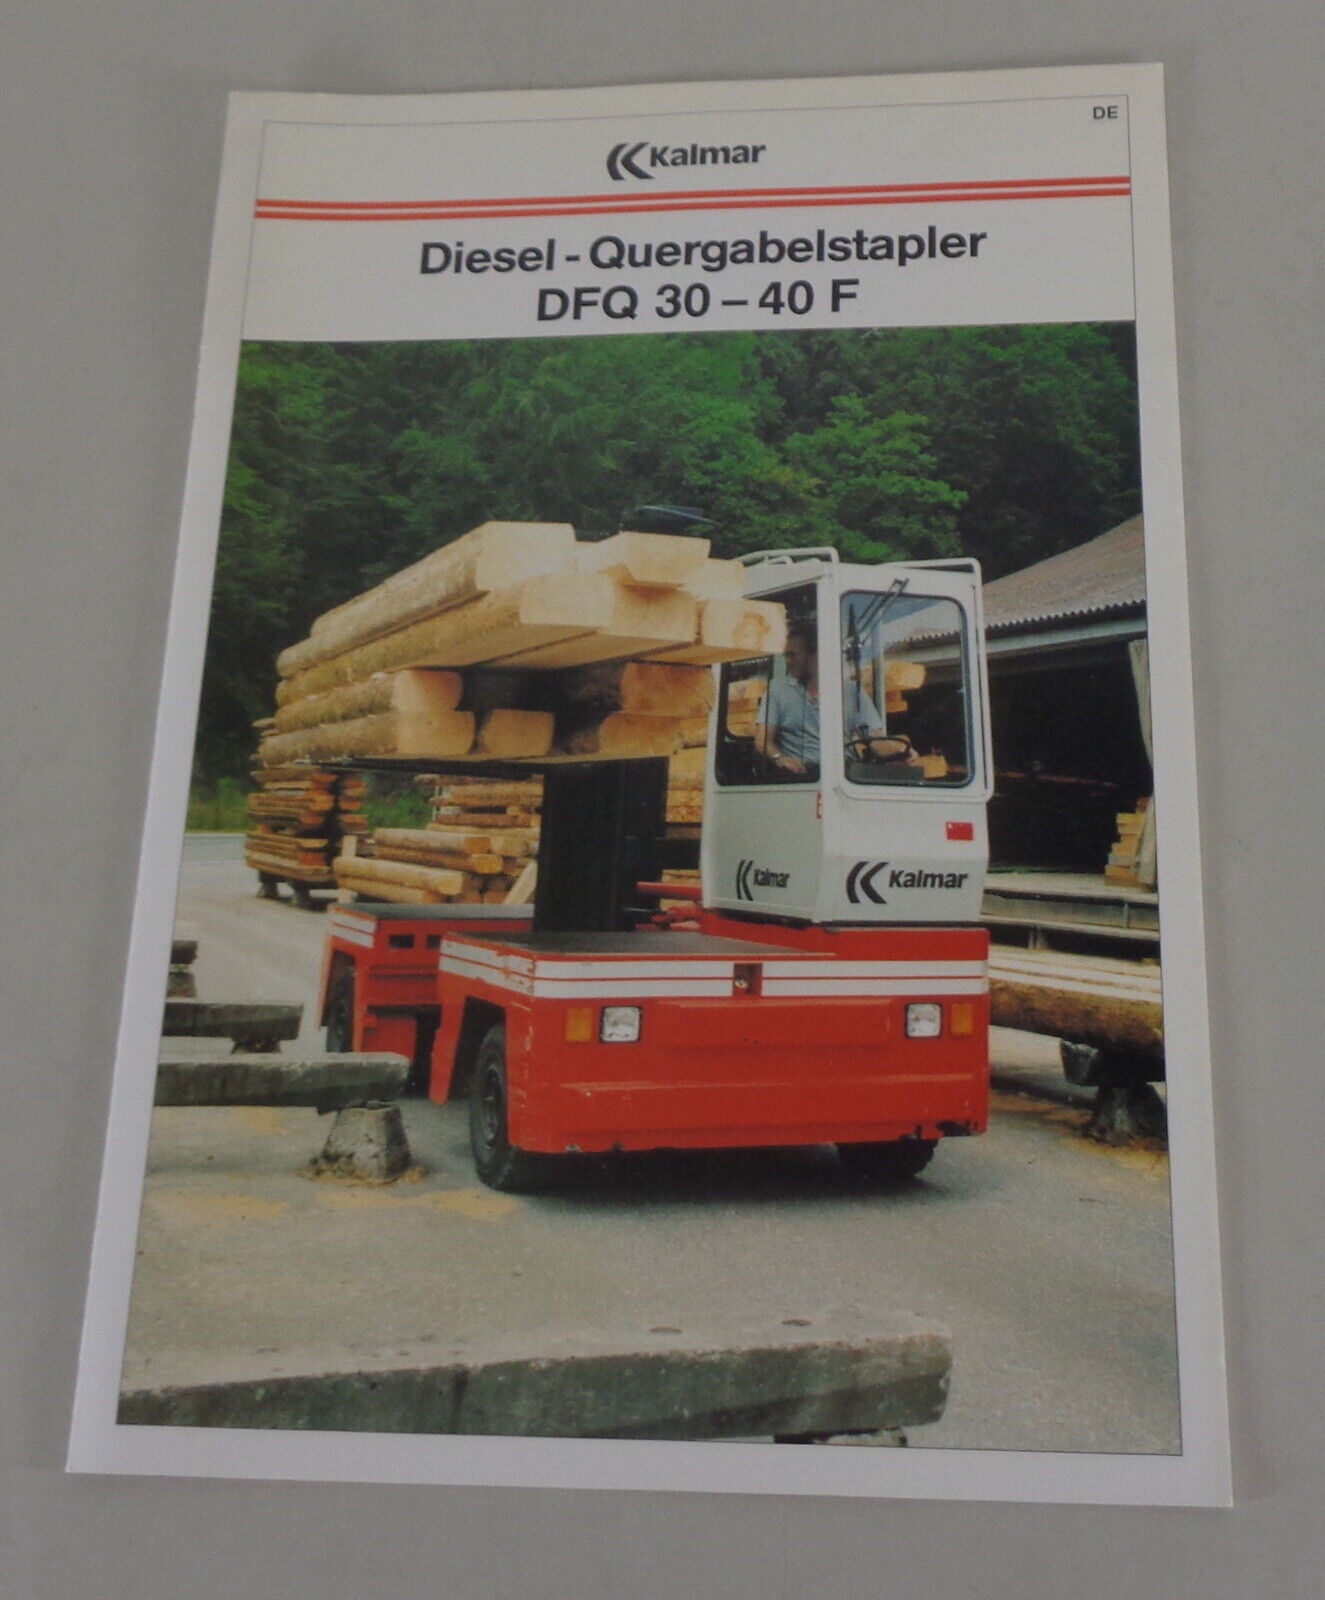 DE
Kalmar
Diesel - Quergabelstapler
DFQ 30 – 40 F
Kalmar
Kalmar